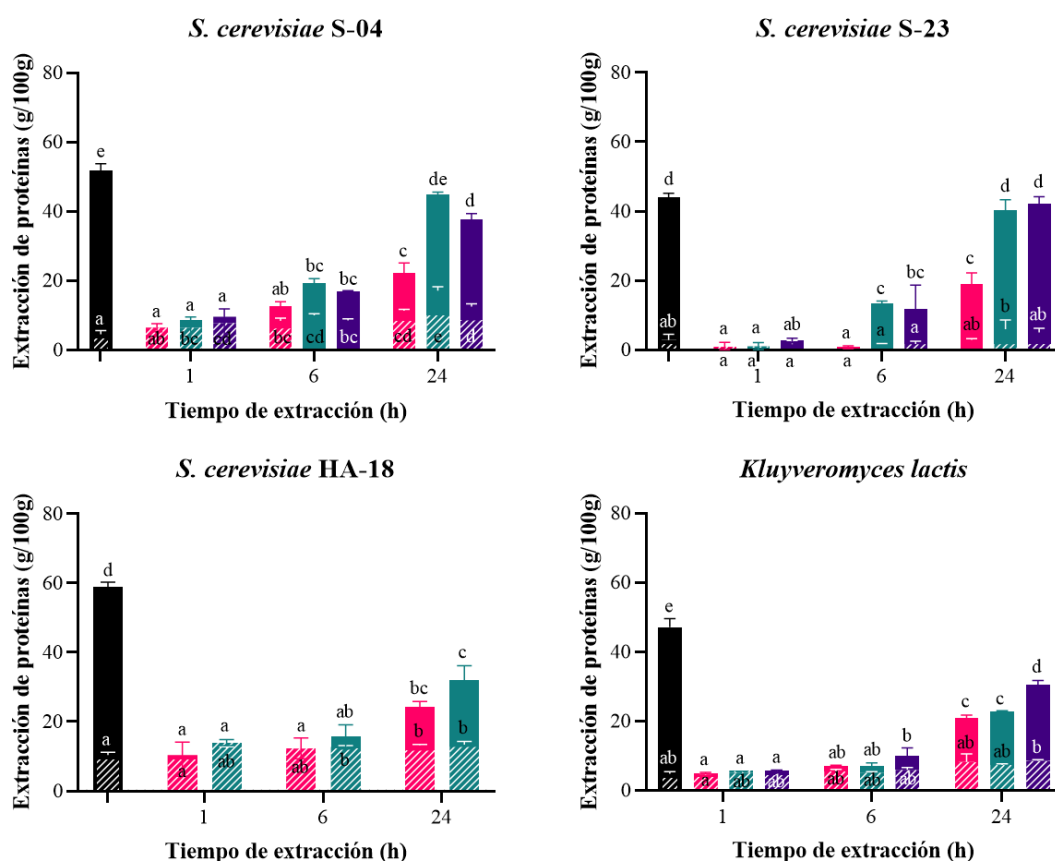 S. cerevisiae S-04
Extracción de proteínas (g/100g)
80
60
40
20
0
e
a
a
ab
a
bc
a
cd
ab
bc
bc
cd
bc
bc
c
cd
de
e
d
d
1
6
24
Tiempo de extracción (h)
S. cerevisiae S-23
Extracción de proteínas (g/100g)
80
60
40
20
0
d
ab
a
a
a
a
ab
a
a
a
c
a
bc
a
c
ab
d
b
d
ab
1
6
24
Tiempo de extracción (h)
S. cerevisiae HA-18
Extracción de proteínas (g/100g)
80
60
40
20
0
d
a
a
a
a
ab
a
ab
ab
b
bc
b
c
b
1
6
24
Tiempo de extracción (h)
Kluyveromyces lactis
Extracción de proteínas (g/100g)
80
60
40
20
0
e
ab
a
a
a
ab
a
ab
ab
ab
ab
ab
b
ab
c
ab
c
ab
d
b
1
6
24
Tiempo de extracción (h)